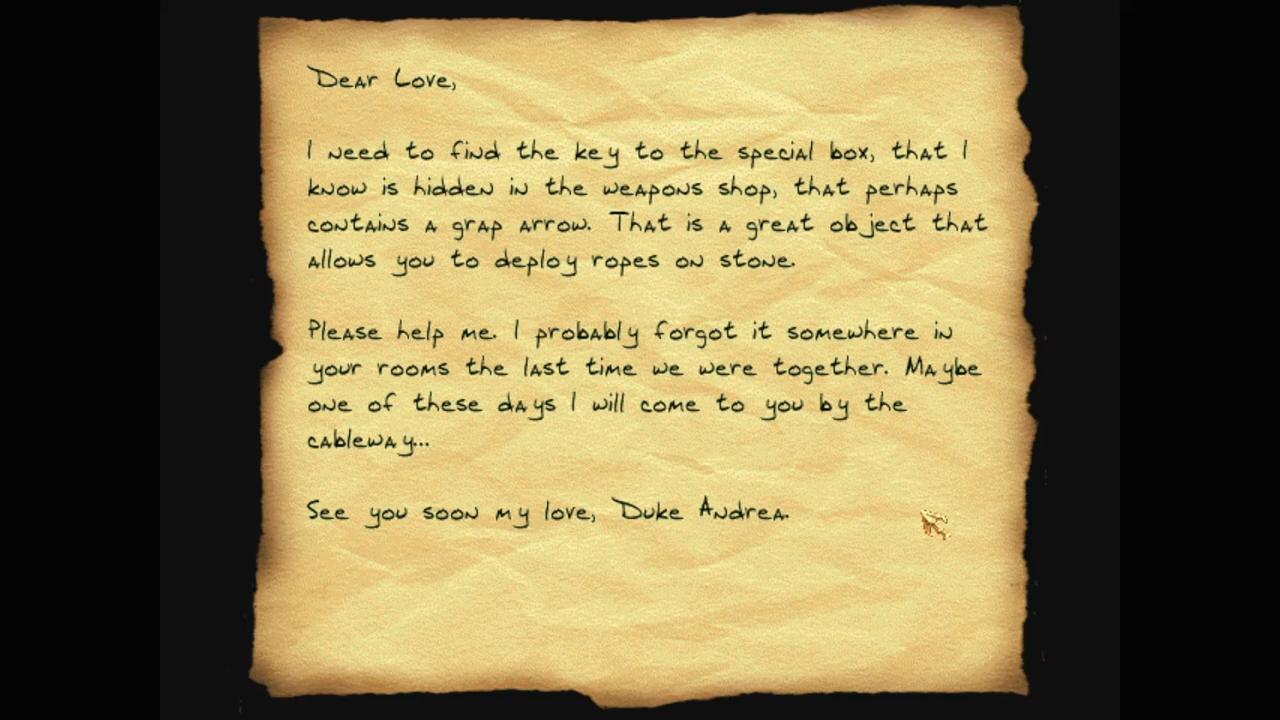 Dear Love,
I need to find the key to the special box, that I
know is hidden in the weapons shop, that perhaps
contains a grap arrow. That is a great object that
allows you to deploy ropes on stone.
Please help me. I probably forgot it somewhere in
your rooms the last time we were together. Maybe
one of these days I will come to you by the
cableway...
See you soon my love, Duke Andrea.